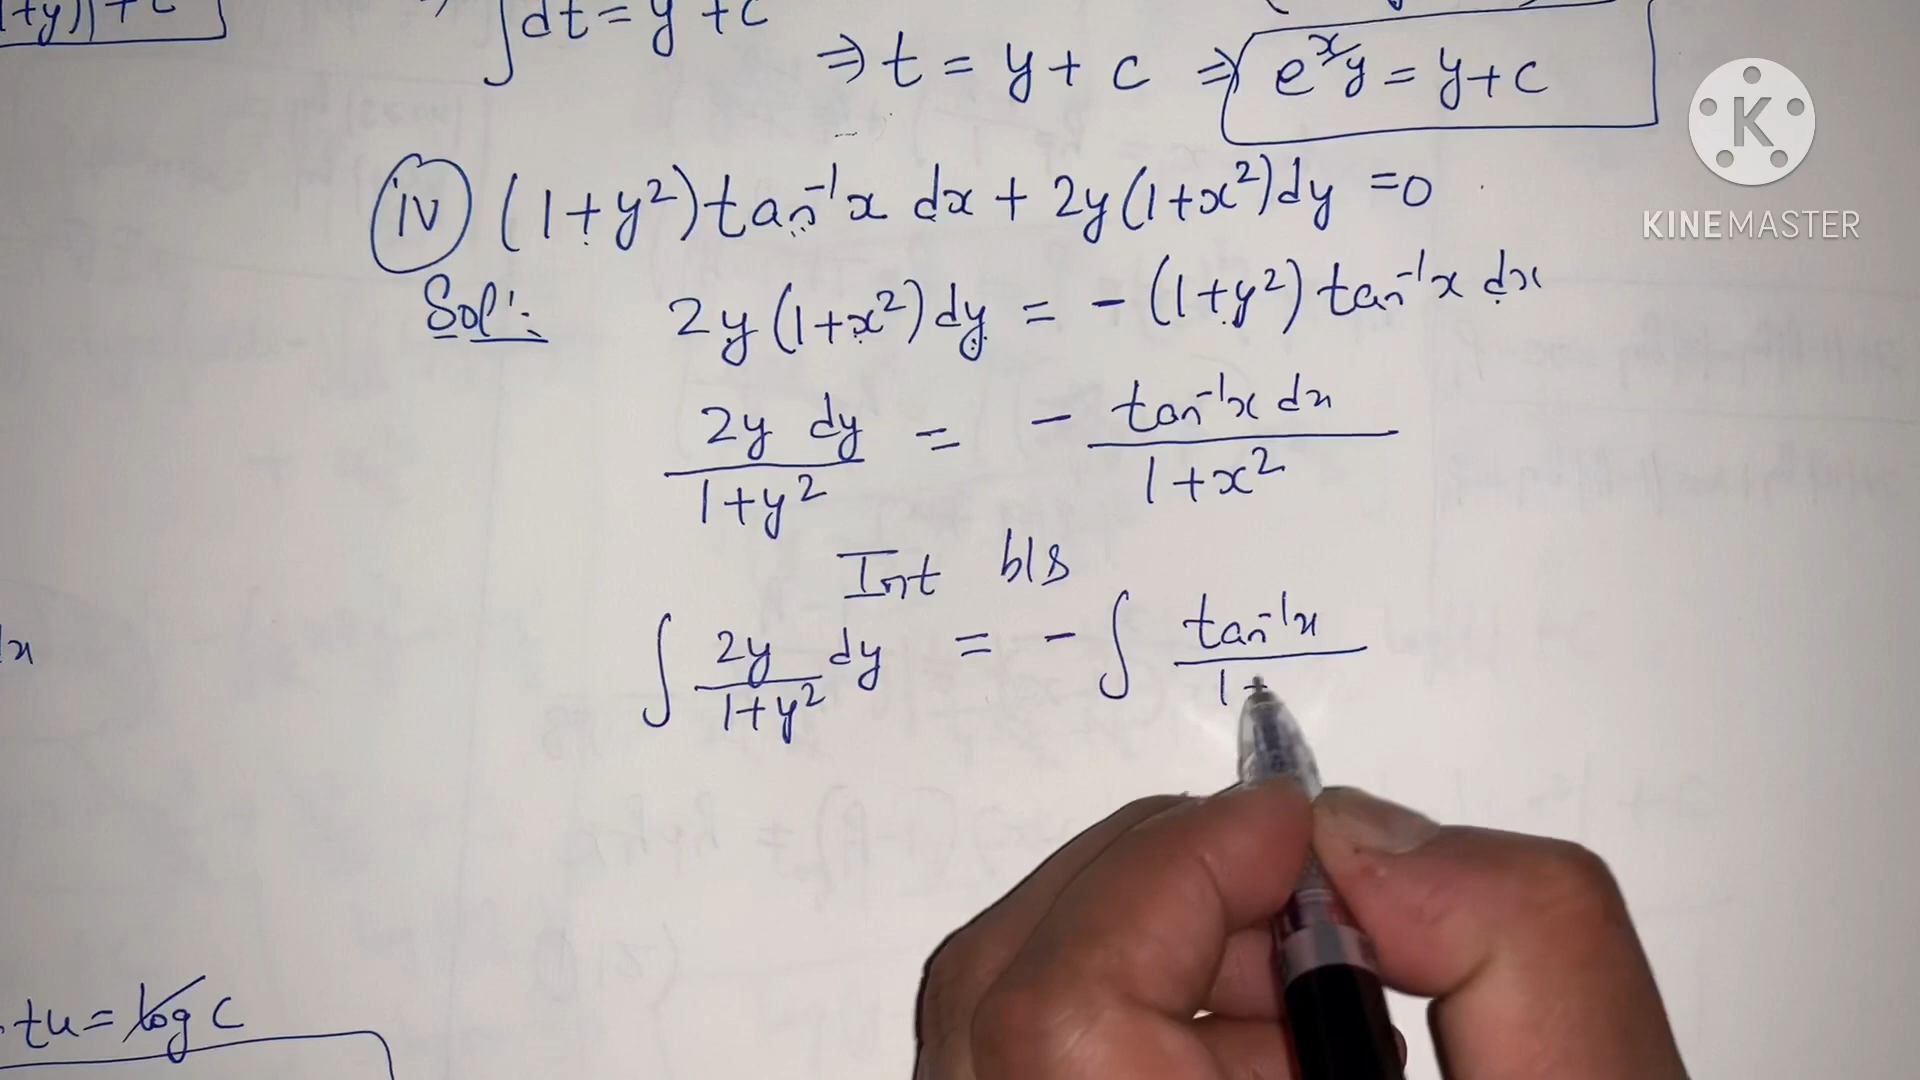 +y)) + c
∫dt = y + c
⇒ t = y + c ⇒ e^x y = y + c
iv (1+y²) tan⁻¹x dx + 2y(1+x²)dy = 0
Sol:
2y(1+x²)dy = -(1+y²) tan⁻¹x dx
2y dy / 1+y² = - tan⁻¹x dx / 1+x²
Int b/s
∫ 2y / 1+y² dy = - ∫ tan⁻¹x / 1+
dx
tu = log c
K
KINEMASTER